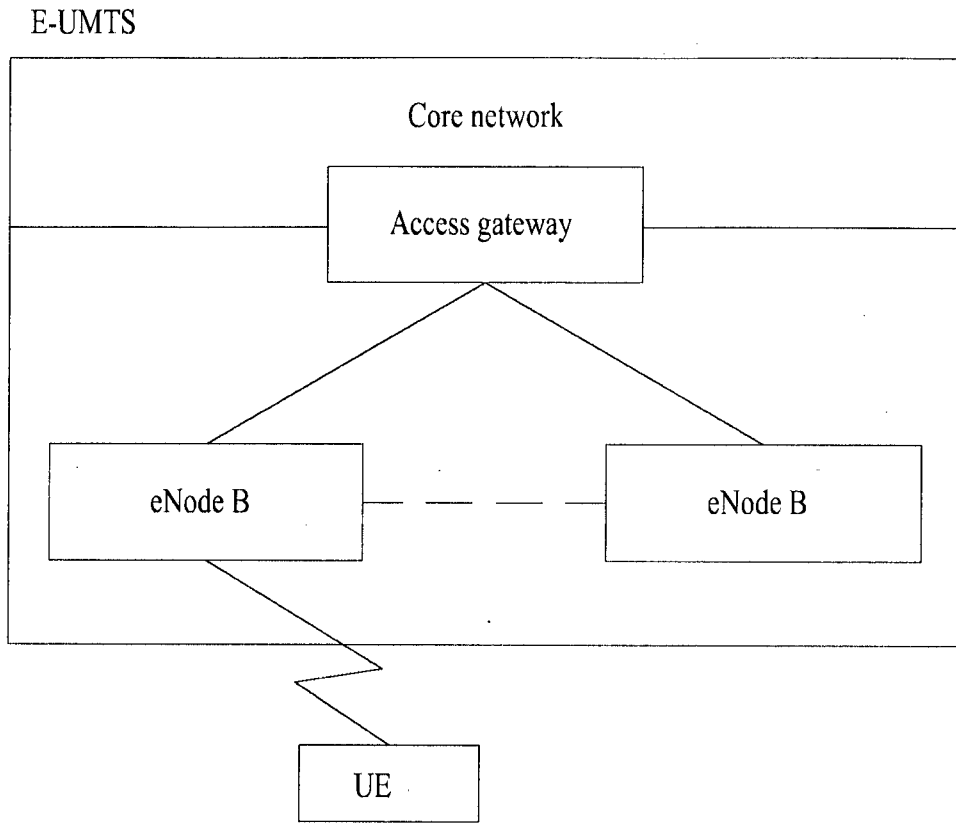 E-UMTS
Core network
Access gateway
eNode B
eNode B
UE